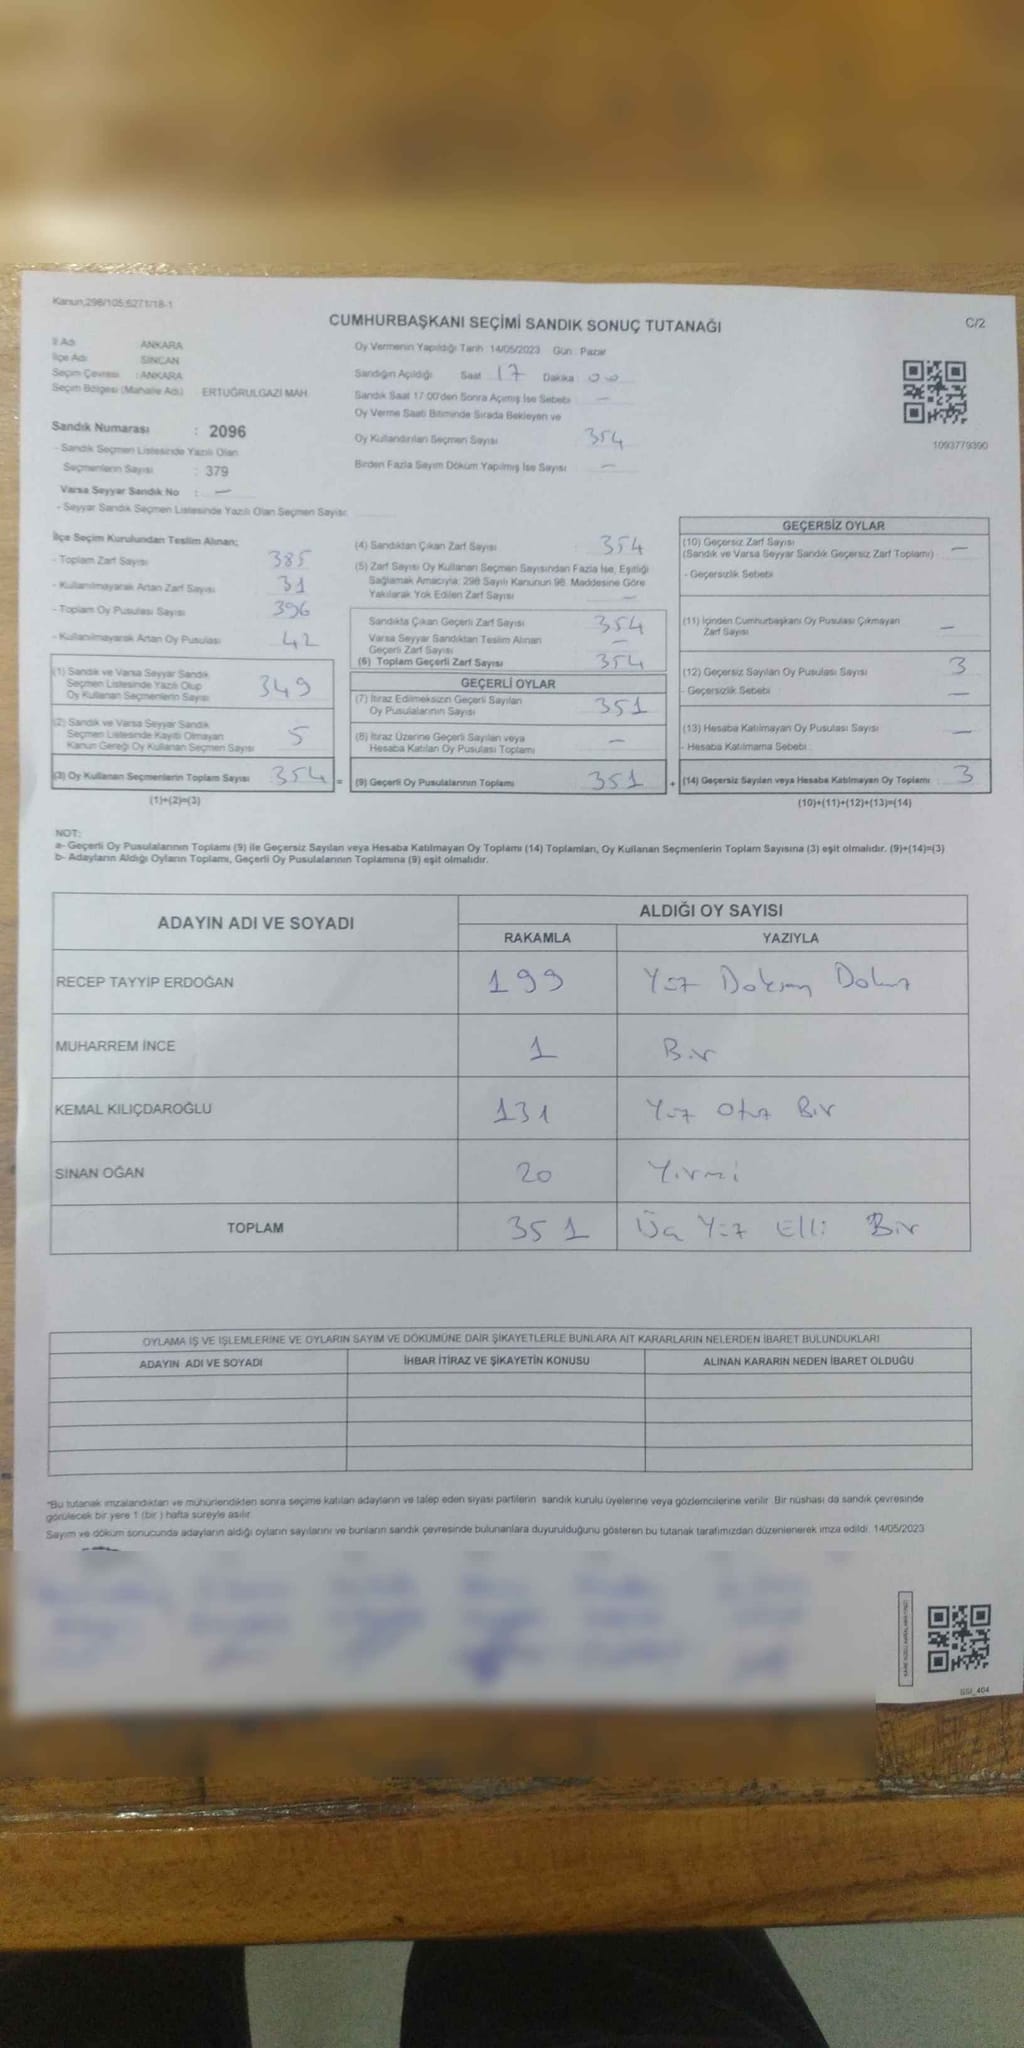 Kanun:298/105;6271/18-1
CUMHURBAŞKANI SEÇİMİ SANDIK SONUÇ TUTANAĞI
C/2
İl Adı ANKARA
İlçe Adı SİNCAN
Seçim Çevresi : ANKARA
Seçim Bölgesi (Mahalle Adı) ERTUĞRULGAZİ MAH.
Sandık Numarası : 2096
- Sandık Seçmen Listesinde Yazılı Olan
Seçmenlerin Sayısı : 379
Varsa Seyyar Sandık No : —
- Seyyar Sandık Seçmen Listesinde Yazılı Olan Seçmen Sayısı:
Oy Vermenin Yapıldığı Tarih : 14/05/2023 Gün : Pazar
Sandığın Açıldığı Saat 17 Dakika : 00
Sandık Saat 17.00'den Sonra Açılmış İse Sebebi —
Oy Verme Saati Bitiminde Sırada Bekleyen ve
Oy Kullandırılan Seçmen Sayısı 354
Birden Fazla Sayım Döküm Yapılmış İse Sayısı —
1093779390
İlçe Seçim Kurulundan Teslim Alınan;
- Toplam Zarf Sayısı 385
- Kullanılmayarak Artan Zarf Sayısı 31
- Toplam Oy Pusulası Sayısı 396
- Kullanılmayarak Artan Oy Pusulası 42
(1) Sandık ve Varsa Seyyar Sandık
Seçmen Listesinde Yazılı Olup
Oy Kullanan Seçmenlerin Sayısı 349
(2) Sandık ve Varsa Seyyar Sandık
Seçmen Listesinde Kayıtlı Olmayan
Kanun Gereği Oy Kullanan Seçmen Sayısı 5
(3) Oy Kullanan Seçmenlerin Toplam Sayısı 354 =
(1)+(2)=(3)
(4) Sandıktan Çıkan Zarf Sayısı 354
(5) Zarf Sayısı Oy Kullanan Seçmen Sayısından Fazla İse, Eşitliği
Sağlamak Amacıyla; 298 Sayılı Kanunun 98. Maddesine Göre
Yakılarak Yok Edilen Zarf Sayısı —
Sandıkta Çıkan Geçerli Zarf Sayısı 354
Varsa Seyyar Sandıktan Teslim Alınan
Geçerli Zarf Sayısı —
(6) Toplam Geçerli Zarf Sayısı 354
GEÇERLİ OYLAR
(7) İtiraz Edilmeksizin Geçerli Sayılan
Oy Pusulalarının Sayısı 351
(8) İtiraz Üzerine Geçerli Sayılan veya
Hesaba Katılan Oy Pusulası Toplamı —
(9) Geçerli Oy Pusulalarının Toplamı 351 +
GEÇERSİZ OYLAR
(10) Geçersiz Zarf Sayısı —
(Sandık ve Varsa Seyyar Sandık Geçersiz Zarf Toplamı)
- Geçersizlik Sebebi
(11) İçinden Cumhurbaşkanı Oy Pusulası Çıkmayan
Zarf Sayısı —
(12) Geçersiz Sayılan Oy Pusulası Sayısı 3
- Geçersizlik Sebebi —
(13) Hesaba Katılmayan Oy Pusulası Sayısı —
- Hesaba Katılmama Sebebi :
(14) Geçersiz Sayılan veya Hesaba Katılmayan Oy Toplamı 3
(10)+(11)+(12)+(13)=(14)
NOT:
a- Geçerli Oy Pusulalarının Toplamı (9) ile Geçersiz Sayılan veya Hesaba Katılmayan Oy Toplamı (14) Toplamları, Oy Kullanan Seçmenlerin Toplam Sayısına (3) eşit olmalıdır. (9)+(14)=(3)
b- Adayların Aldığı Oyların Toplamı, Geçerli Oy Pusulalarının Toplamına (9) eşit olmalıdır.
ADAYIN ADI VE SOYADI ALDIĞI OY SAYISI
RAKAMLA YAZIYLA
RECEP TAYYİP ERDOĞAN 199 Yüz Doksan Dokuz
MUHARREM İNCE 1 Bir
KEMAL KILIÇDAROĞLU 131 Yüz Otuz Bir
SİNAN OĞAN 20 Yirmi
TOPLAM 351 Üç Yüz Elli Bir
OYLAMA İŞ VE İŞLEMLERİNE VE OYLARIN SAYIM VE DÖKÜMÜNE DAİR ŞİKAYETLERLE BUNLARA AİT KARARLARIN NELERDEN İBARET BULUNDUKLARI
ADAYIN ADI VE SOYADI İHBAR İTİRAZ VE ŞİKAYETİN KONUSU ALINAN KARARIN NEDEN İBARET OLDUĞU
*Bu tutanak imzalandıktan ve mühürlendikten sonra seçime katılan adayların ve talep eden siyasi partilerin sandık kurulu üyelerine veya gözlemcilerine verilir. Bir nüshası da sandık çevresinde
görülecek bir yere 1 (bir ) hafta süreyle asılır.
Sayım ve döküm sonucunda adayların aldığı oyların sayılarını ve bunların sandık çevresinde bulunanlara duyurulduğunu gösteren bu tutanak tarafımızdan düzenlenerek imza edildi. 14/05/2023